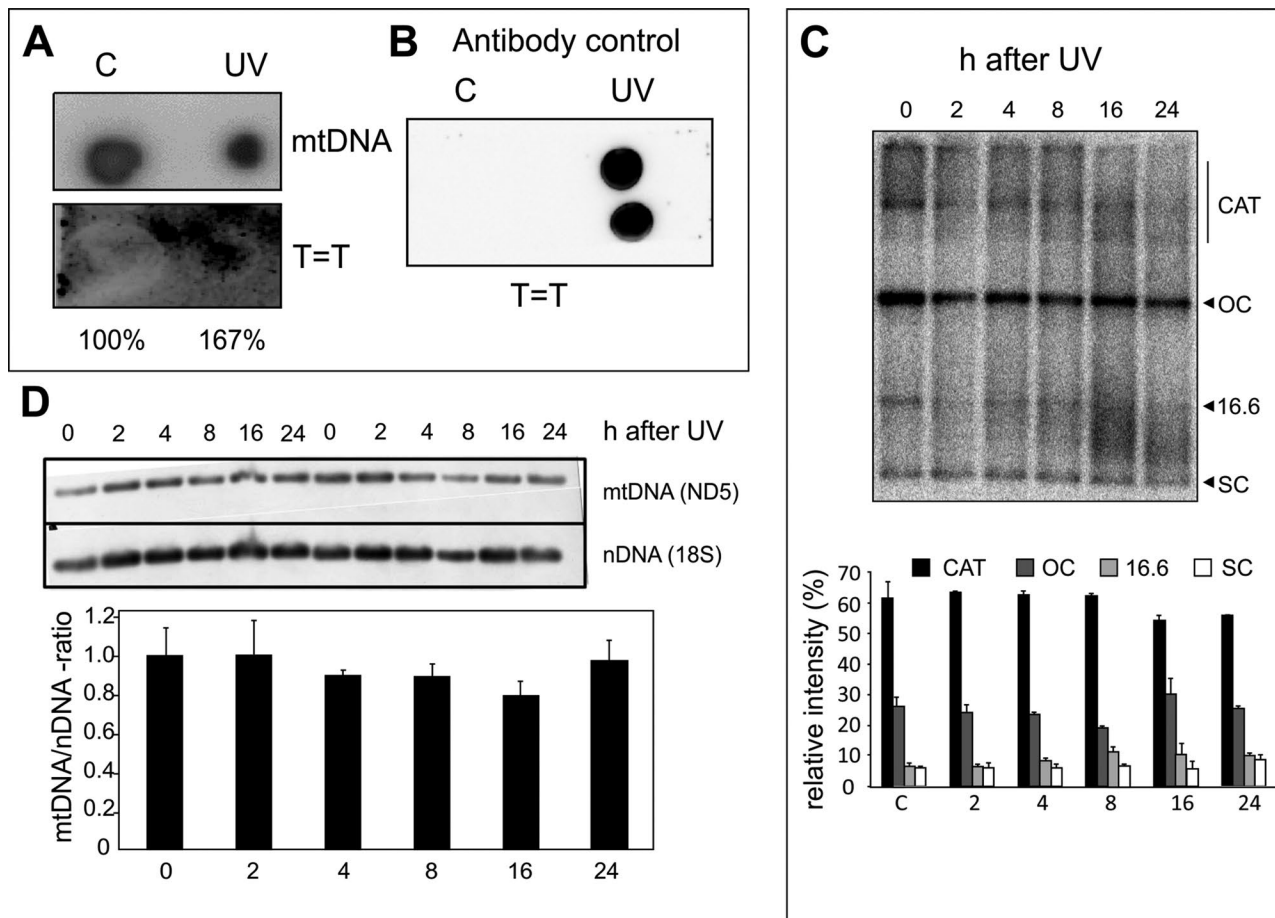 A
C UV
mtDNA
T=T
100% 167%
B Antibody control
C UV
T=T
C h after UV
0 2 4 8 16 24
CAT
OC
16.6
SC
CAT OC 16.6 SC
relative intensity (%)
70
60
50
40
30
20
10
0
C 2 4 8 16 24
D
0 2 4 8 16 24 0 2 4 8 16 24 h after UV
mtDNA (ND5)
nDNA (18S)
mtDNA/nDNA -ratio
1.2
1.0
0.8
0.6
0.4
0.2
0
0 2 4 8 16 24